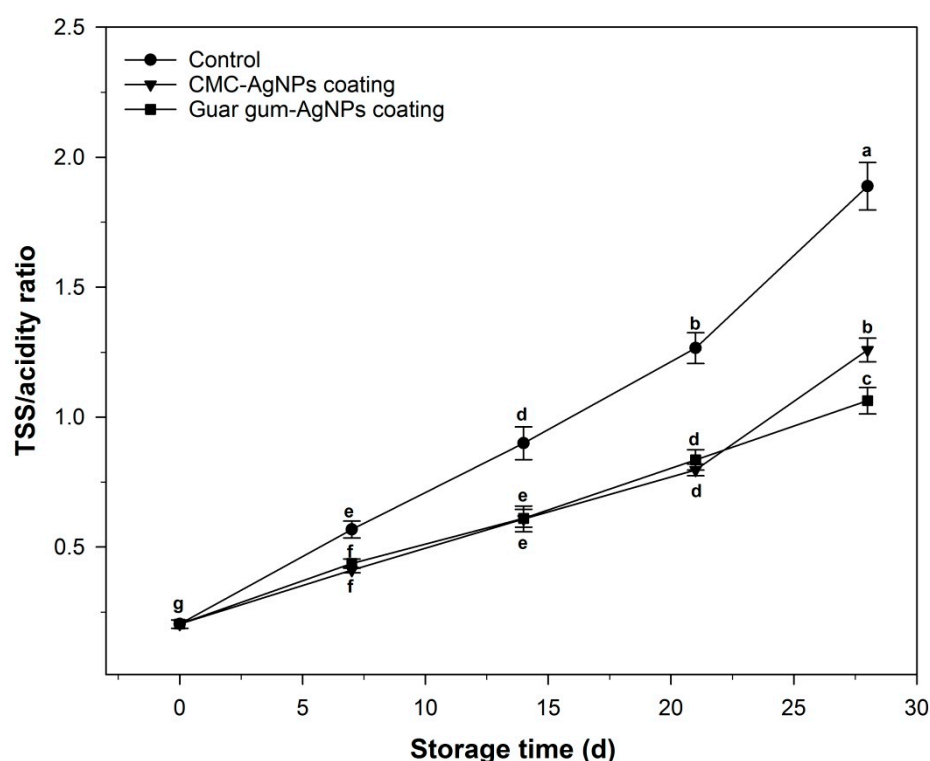 2.5
Control
CMC-AgNPs coating
Guar gum-AgNPs coating
a
2.0
1.5
b
b
c
d
1.0
d
d
e
e
e
0.5
f
f
g
TSS/acidity ratio
0 5 10 15 20 25 30
Storage time (d)